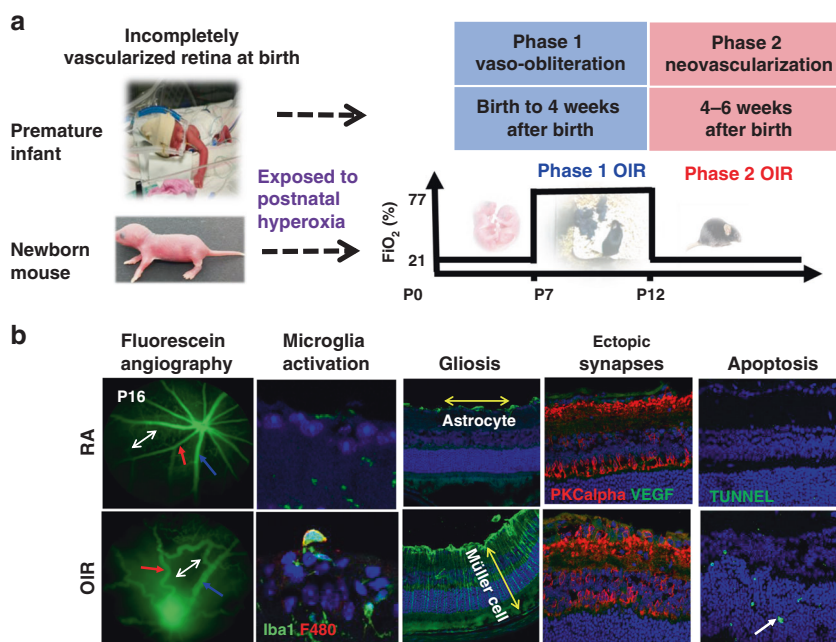 a
Incompletely
vascularized retina at birth
Premature
infant
Newborn
mouse
Exposed to
postnatal
hyperoxia
Phase 1
vaso-obliteration
Phase 2
neovascularization
Birth to 4 weeks
after birth
4–6 weeks
after birth
Phase 1 OIR
Phase 2 OIR
FiO2 (%)
77
21
P0
P7
P12
b
Fluorescein
angiography
Microglia
activation
Gliosis
Ectopic
synapses
Apoptosis
RA
P16
Astrocyte
PKCalpha VEGF
TUNNEL
OIR
Iba1 F480
Müller cell